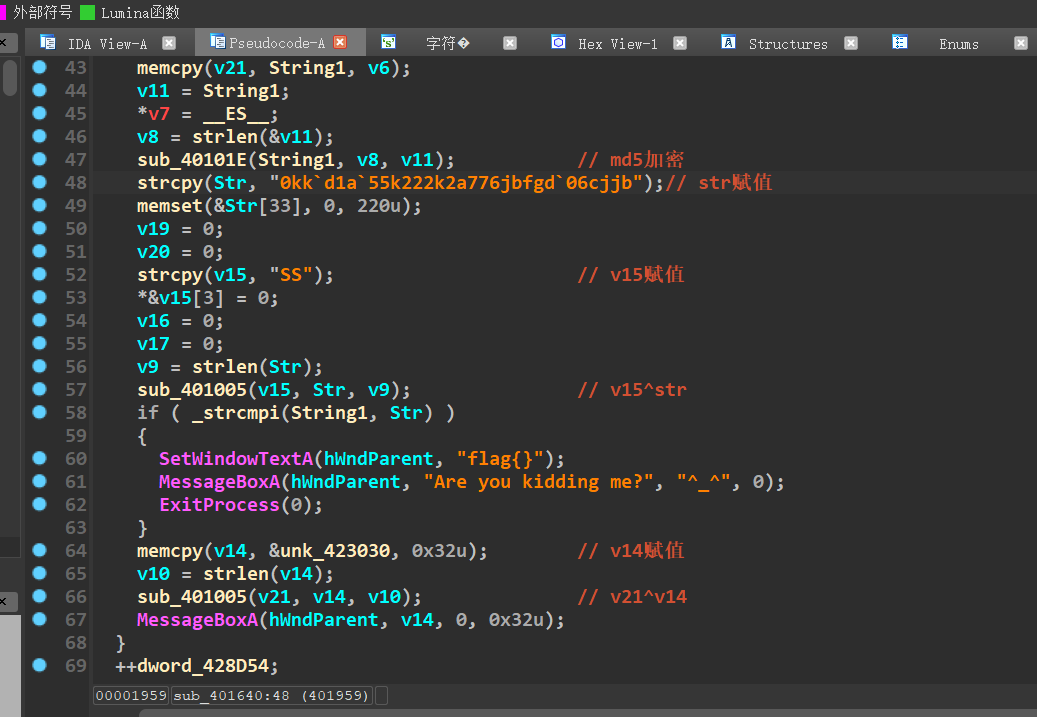 外部符号 Lumina函数
IDA View-A Pseudocode-A 字符� Hex View-1 Structures Enums
43 memcpy(v21, String1, v6);
44 v11 = String1;
45 *v7 = __ES__;
46 v8 = strlen(&v11);
47 sub_40101E(String1, v8, v11); // md5加密
48 strcpy(Str, "0kk`d1a`55k222k2a776jbfgd`06cjjb");// str赋值
49 memset(&Str[33], 0, 220u);
50 v19 = 0;
51 v20 = 0;
52 strcpy(v15, "SS"); // v15赋值
53 *&v15[3] = 0;
54 v16 = 0;
55 v17 = 0;
56 v9 = strlen(Str);
57 sub_401005(v15, Str, v9); // v15^str
58 if ( _strcmpi(String1, Str) )
59 {
60 SetWindowTextA(hWndParent, "flag{}");
61 MessageBoxA(hWndParent, "Are you kidding me?", "^_^", 0);
62 ExitProcess(0);
63 }
64 memcpy(v14, &unk_423030, 0x32u); // v14赋值
65 v10 = strlen(v14);
66 sub_401005(v21, v14, v10); // v21^v14
67 MessageBoxA(hWndParent, v14, 0, 0x32u);
68 }
69 ++dword_428D54;
00001959 sub_401640:48 (401959)